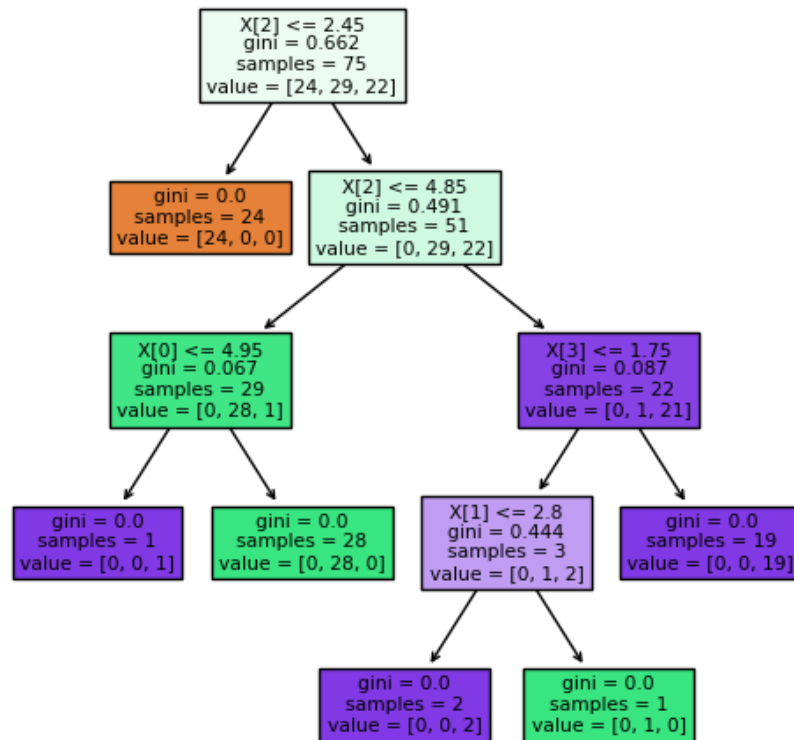 X[2] <= 2.45
gini = 0.662
samples = 75
value = [24, 29, 22]
gini = 0.0
samples = 24
value = [24, 0, 0]
X[2] <= 4.85
gini = 0.491
samples = 51
value = [0, 29, 22]
X[0] <= 4.95
gini = 0.067
samples = 29
value = [0, 28, 1]
X[3] <= 1.75
gini = 0.087
samples = 22
value = [0, 1, 21]
gini = 0.0
samples = 1
value = [0, 0, 1]
gini = 0.0
samples = 28
value = [0, 28, 0]
X[1] <= 2.8
gini = 0.444
samples = 3
value = [0, 1, 2]
gini = 0.0
samples = 19
value = [0, 0, 19]
gini = 0.0
samples = 2
value = [0, 0, 2]
gini = 0.0
samples = 1
value = [0, 1, 0]